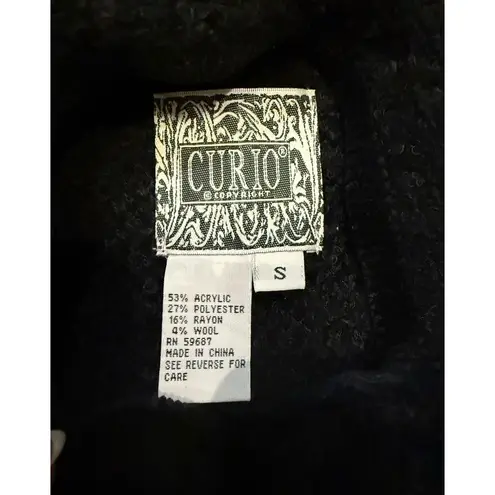 CURIO®
© COPYRIGHT
S
53% ACRYLIC
27% POLYESTER
16% RAYON
4% WOOL
RN 59687
MADE IN CHINA
SEE REVERSE FOR
CARE